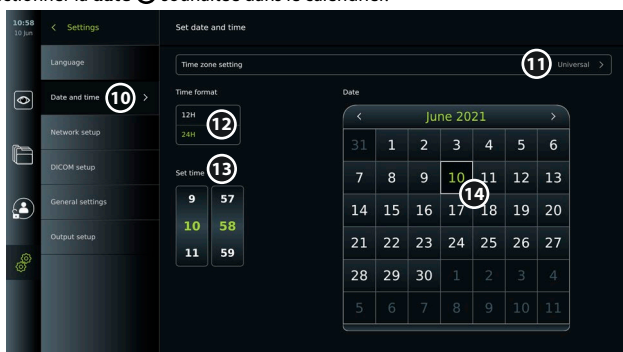 la date 14 souhaitée dans le calendrier.
10:58
10 Jun
Settings
Language
Date and time 10
Network setup
DICOM setup
General settings
Output setup
Set date and time
Time zone setting 11 Universal
Time format
12H
24H
12
Set time 13
9 57
10 58
11 59
Date
June 2021
31 1 2 3 4 5 6
7 8 9 10 11 12 13
14
14 15 16 17 18 19 20
21 22 23 24 25 26 27
28 29 30 1 2 3 4
5 6 7 8 9 10 11